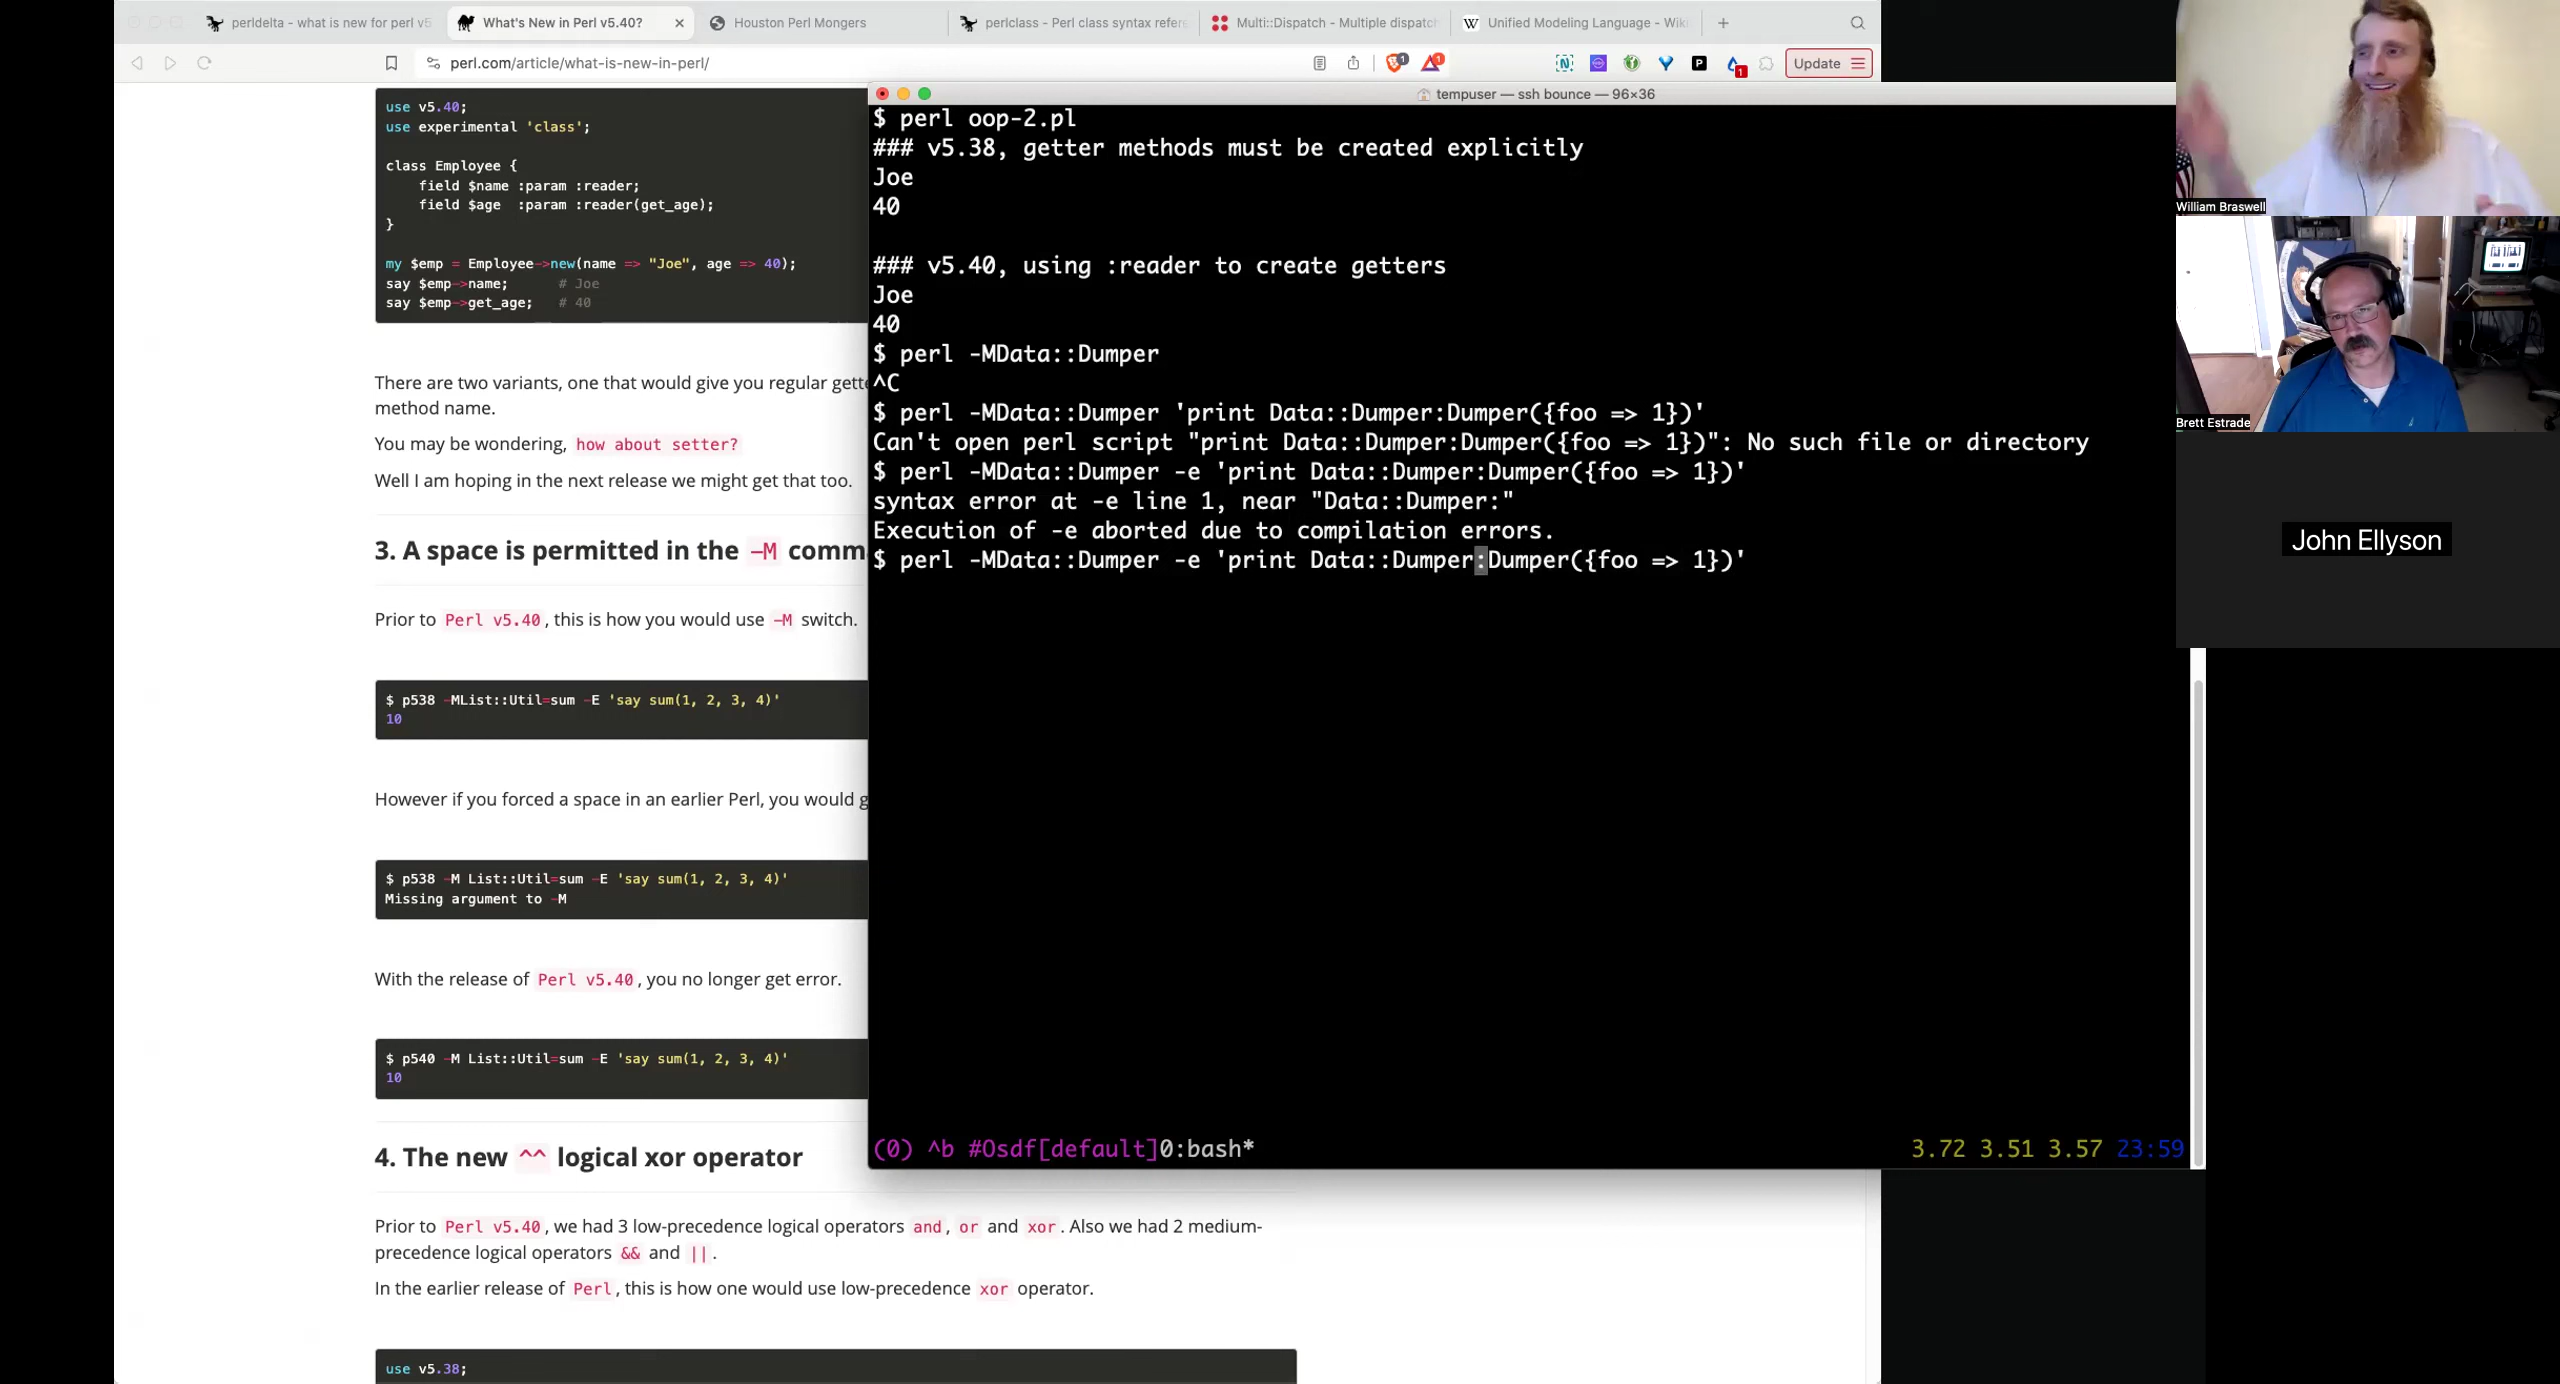 perldelta - what is new for perl v5
What's New in Perl v5.40?
Houston Perl Mongers
perlclass - Perl class syntax refere
Multi::Dispatch - Multiple dispatch
Unified Modeling Language - Wiki
perl.com/article/what-is-new-in-perl/
Update
use v5.40;
use experimental 'class';
class Employee {
field $name :param :reader;
field $age :param :reader(get_age);
}
my $emp = Employee->new(name => "Joe", age => 40);
say $emp->name; # Joe
say $emp->get_age; # 40
There are two variants, one that would give you regular gette
method name.
You may be wondering, how about setter?
Well I am hoping in the next release we might get that too.
3. A space is permitted in the -M comm
Prior to Perl v5.40, this is how you would use -M switch.
$ p538 -MList::Util=sum -E 'say sum(1, 2, 3, 4)'
10
However if you forced a space in an earlier Perl, you would g
$ p538 -M List::Util=sum -E 'say sum(1, 2, 3, 4)'
Missing argument to -M
With the release of Perl v5.40, you no longer get error.
$ p540 -M List::Util=sum -E 'say sum(1, 2, 3, 4)'
10
4. The new ^^ logical xor operator
Prior to Perl v5.40, we had 3 low-precedence logical operators and, or and xor. Also we had 2 medium-
precedence logical operators && and ||.
In the earlier release of Perl, this is how one would use low-precedence xor operator.
use v5.38;
tempuser — ssh bounce — 96×36
$ perl oop-2.pl
### v5.38, getter methods must be created explicitly
Joe
40
### v5.40, using :reader to create getters
Joe
40
$ perl -MData::Dumper
^C
$ perl -MData::Dumper 'print Data::Dumper:Dumper({foo => 1})'
Can't open perl script "print Data::Dumper:Dumper({foo => 1})": No such file or directory
$ perl -MData::Dumper -e 'print Data::Dumper:Dumper({foo => 1})'
syntax error at -e line 1, near "Data::Dumper:"
Execution of -e aborted due to compilation errors.
$ perl -MData::Dumper -e 'print Data::Dumper:Dumper({foo => 1})'
(0) ^b #Osdf[default]0:bash*
3.72 3.51 3.57 23:59
William Braswell
Brett Estrade
John Ellyson